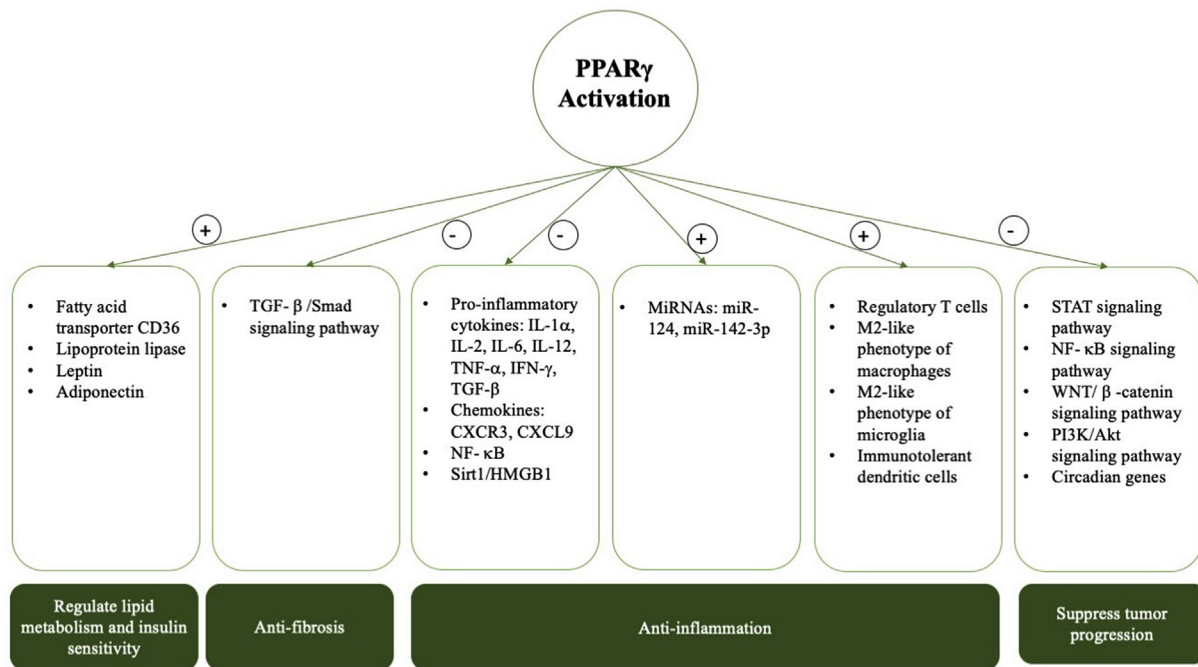 PPARγ
Activation
+
-
-
+
+
-
• Fatty acid
transporter CD36
• Lipoprotein lipase
• Leptin
• Adiponectin
• TGF- β /Smad
signaling pathway
• Pro-inflammatory
cytokines: IL-1α,
IL-2, IL-6, IL-12,
TNF-α, IFN-γ,
TGF-β
• Chemokines:
CXCR3, CXCL9
• NF- κB
• Sirt1/HMGB1
• MiRNAs: miR-
124, miR-142-3p
• Regulatory T cells
• M2-like
phenotype of
macrophages
• M2-like
phenotype of
microglia
• Immunotolerant
dendritic cells
• STAT signaling
pathway
• NF- κB signaling
pathway
• WNT/ β -catenin
signaling pathway
• PI3K/Akt
signaling pathway
• Circadian genes
Regulate lipid
metabolism and insulin
sensitivity
Anti-fibrosis
Anti-inflammation
Suppress tumor
progression